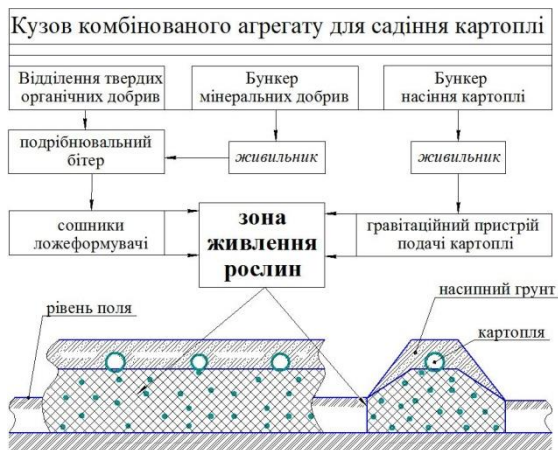 Кузов комбінованого агрегату для садіння картоплі
Відділення твердих
органічних добрив
Бункер
мінеральних добрив
Бункер
насіння картоплі
подрібнювальний
бітер
живильник
живильник
сошники
ложеформувачі
зона
живлення
рослин
гравітаційний пристрій
подачі картоплі
рівень поля
насипний грунт
картопля